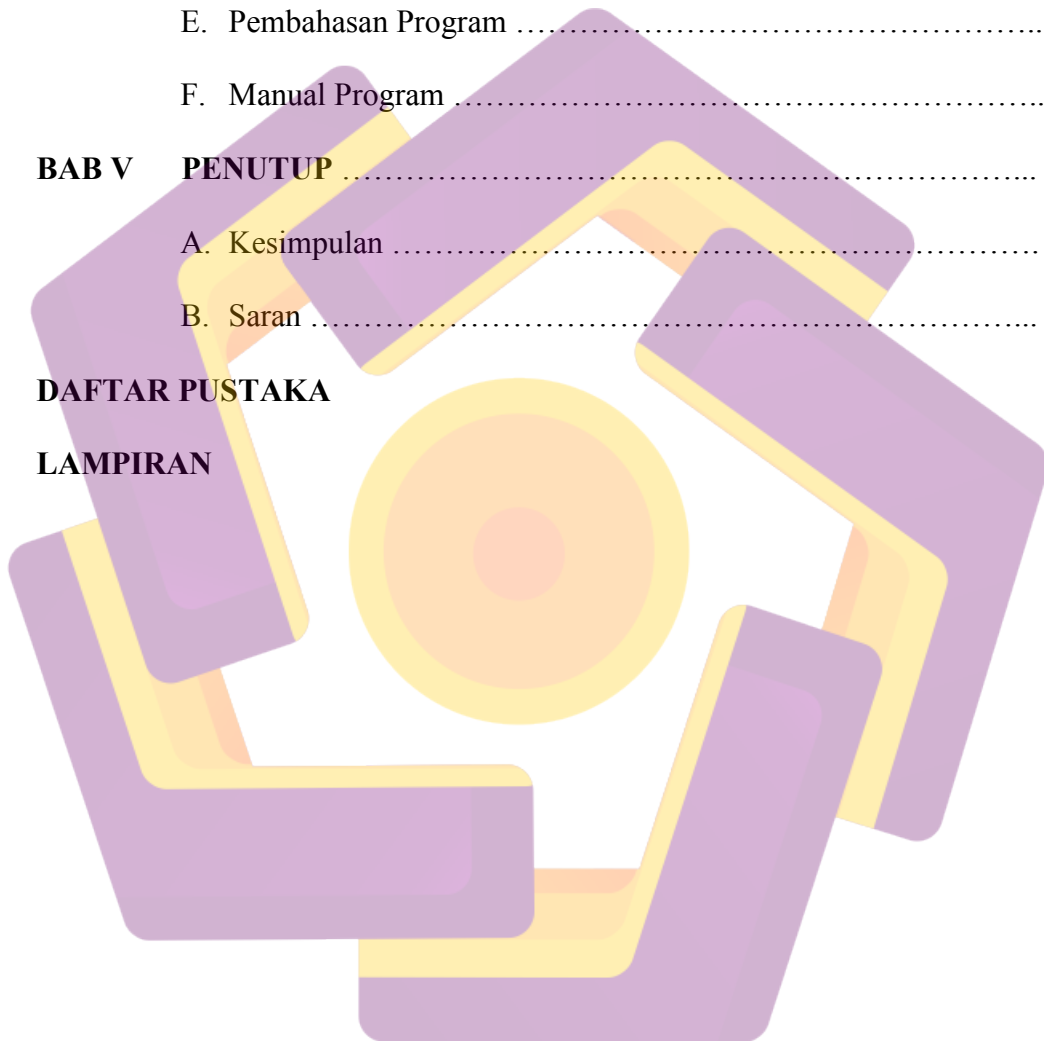 E. Pembahasan Program …………………………………………..
F. Manual Program ………………………………………………..
BAB V PENUTUP ………………………………………………………...
A. Kesimpulan …………………………………………………….
B. Saran …………………………………………………………...
DAFTAR PUSTAKA
LAMPIRAN